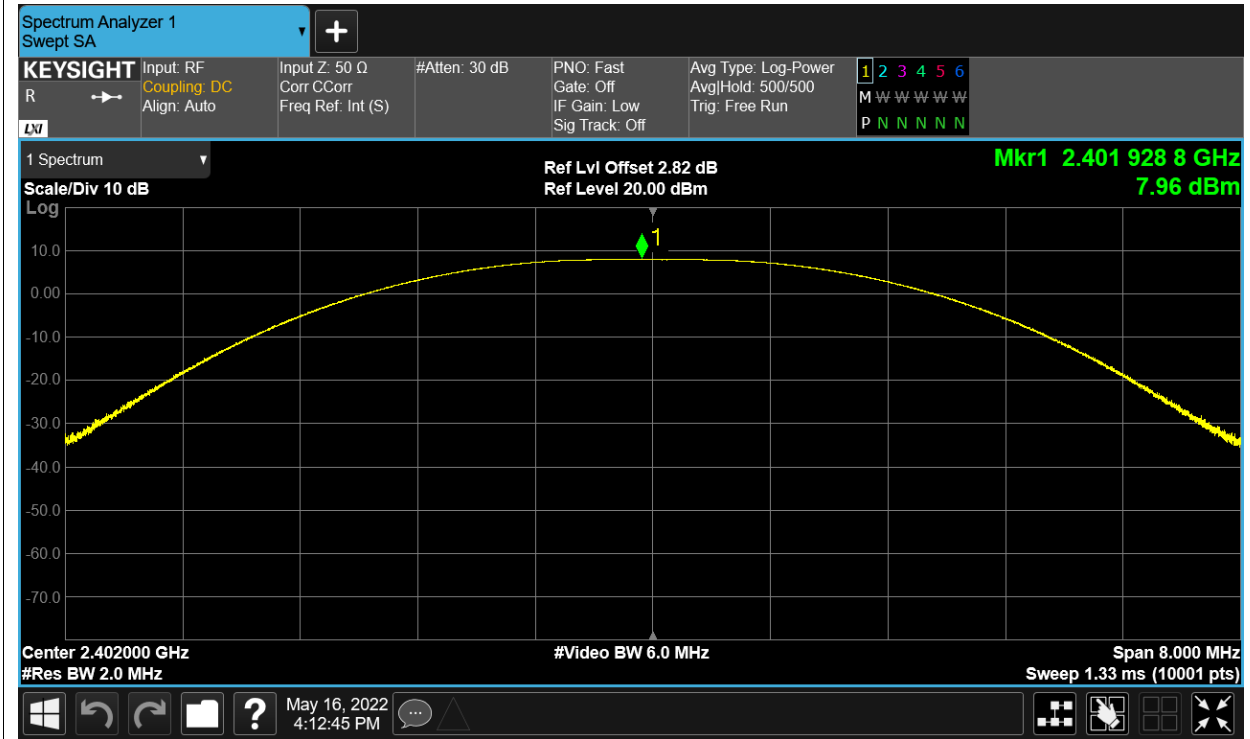 Spectrum Analyzer 1
Swept SA
▼
+
KEYSIGHT
R
LXI
Input: RF
Coupling: DC
Align: Auto
Input Z: 50 Ω
Corr CCorr
Freq Ref: Int (S)
#Atten: 30 dB
PNO: Fast
Gate: Off
IF Gain: Low
Sig Track: Off
Avg Type: Log-Power
Avg|Hold: 500/500
Trig: Free Run
1 2 3 4 5 6
M W W W W W
P N N N N N
1 Spectrum ▼
Scale/Div 10 dB
Log
Ref Lvl Offset 2.82 dB
Ref Level 20.00 dBm
Mkr1 2.401 928 8 GHz
7.96 dBm
1
10.0
0.00
-10.0
-20.0
-30.0
-40.0
-50.0
-60.0
-70.0
Center 2.402000 GHz
#Res BW 2.0 MHz
#Video BW 6.0 MHz
Span 8.000 MHz
Sweep 1.33 ms (10001 pts)
?
May 16, 2022
4:12:45 PM